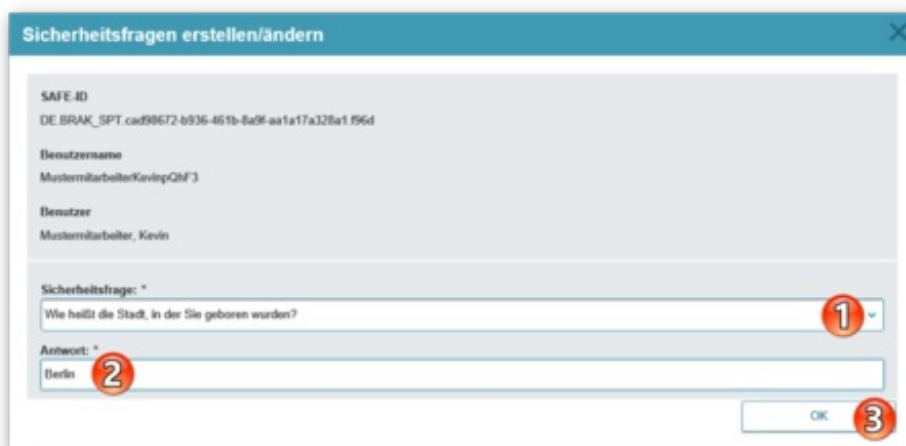 Sicherheitsfragen erstellen/ändern
SAFE-ID
DE.BRAK_SPT.cad98672-b936-461b-8a9f-aa1a17a328a1.f96d
Benutzername
MustermitarbeiterKevinpQhF3
Benutzer
Mustermitarbeiter, Kevin
Sicherheitsfrage: *
Wie heißt die Stadt, in der Sie geboren wurden?
1
Antwort: *
Berlin 2
OK 3